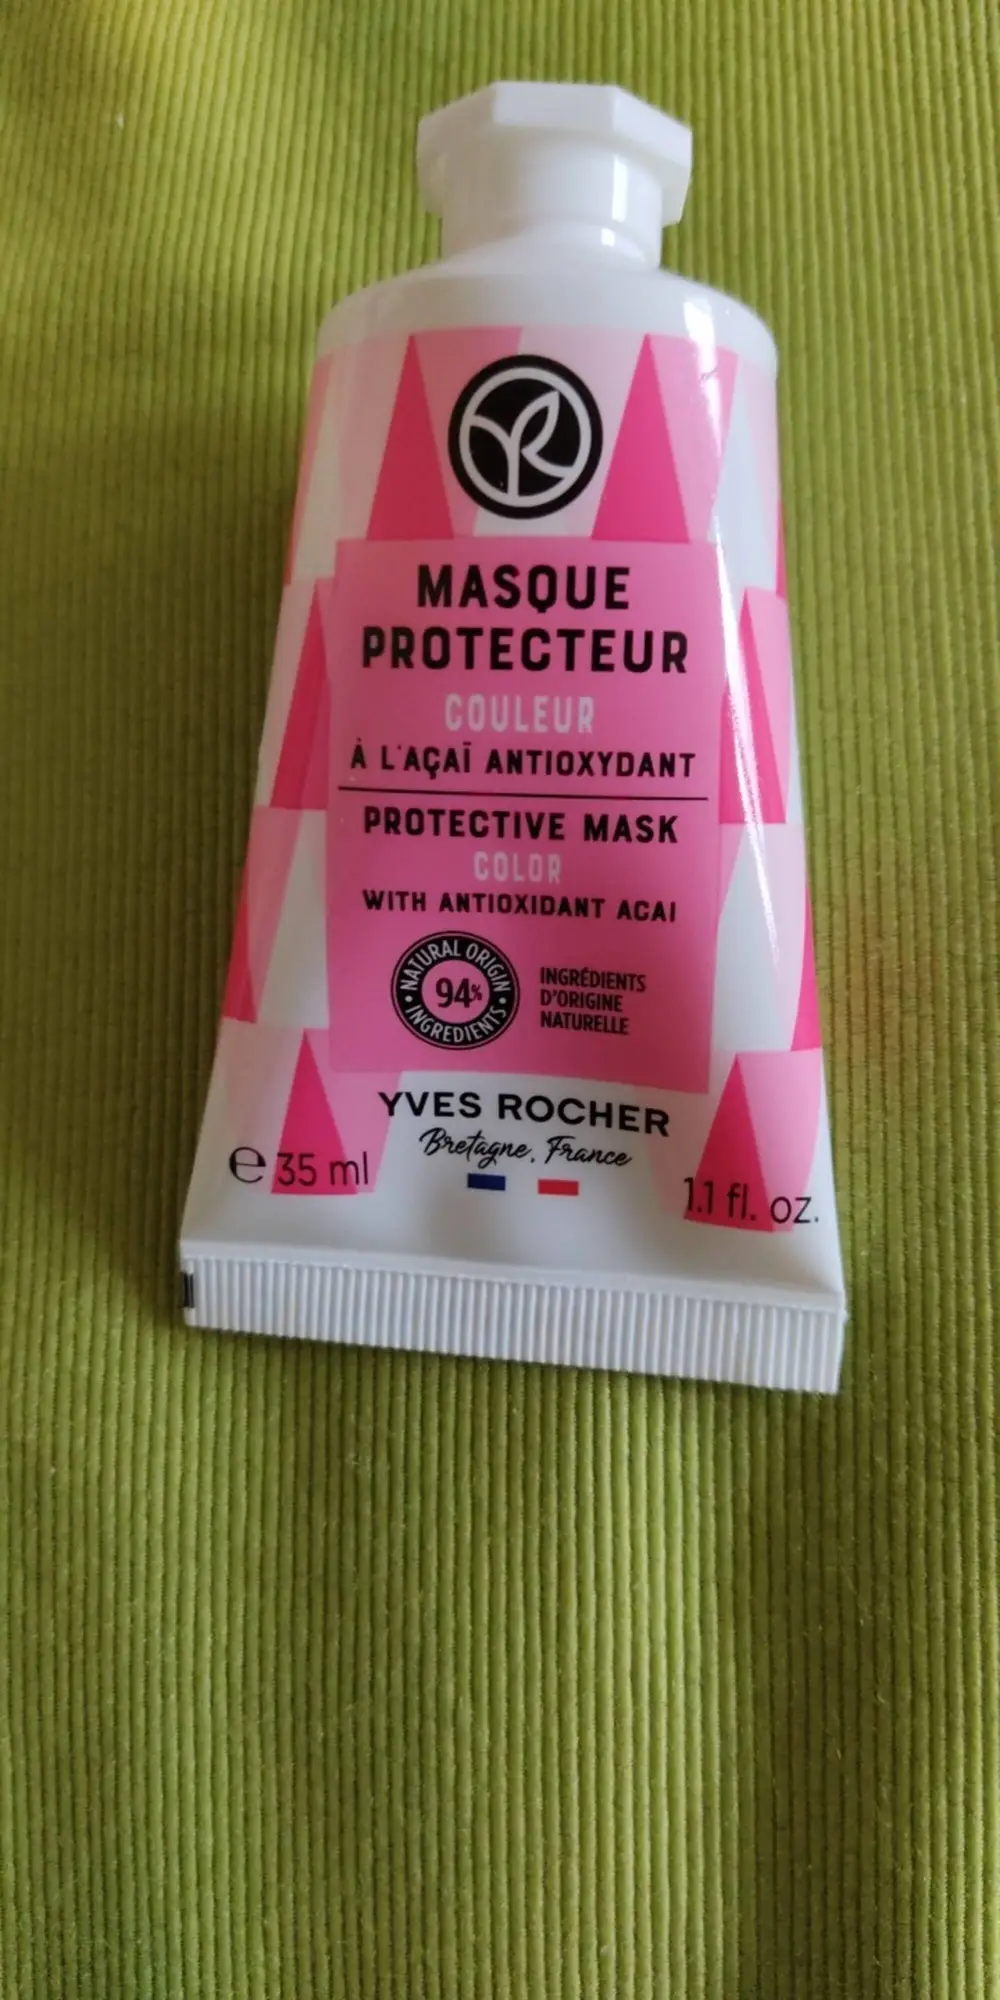 MASQUE
PROTECTEUR
COULEUR
À L'AÇAÏ ANTIOXYDANT
PROTECTIVE MASK
COLOR
WITH ANTIOXIDANT ACAI
NATURAL ORIGIN
94%
INGREDIENTS
INGRÉDIENTS
D'ORIGINE
NATURELLE
YVES ROCHER
Bretagne, France
℮ 35 ml
1.1 fl. oz.